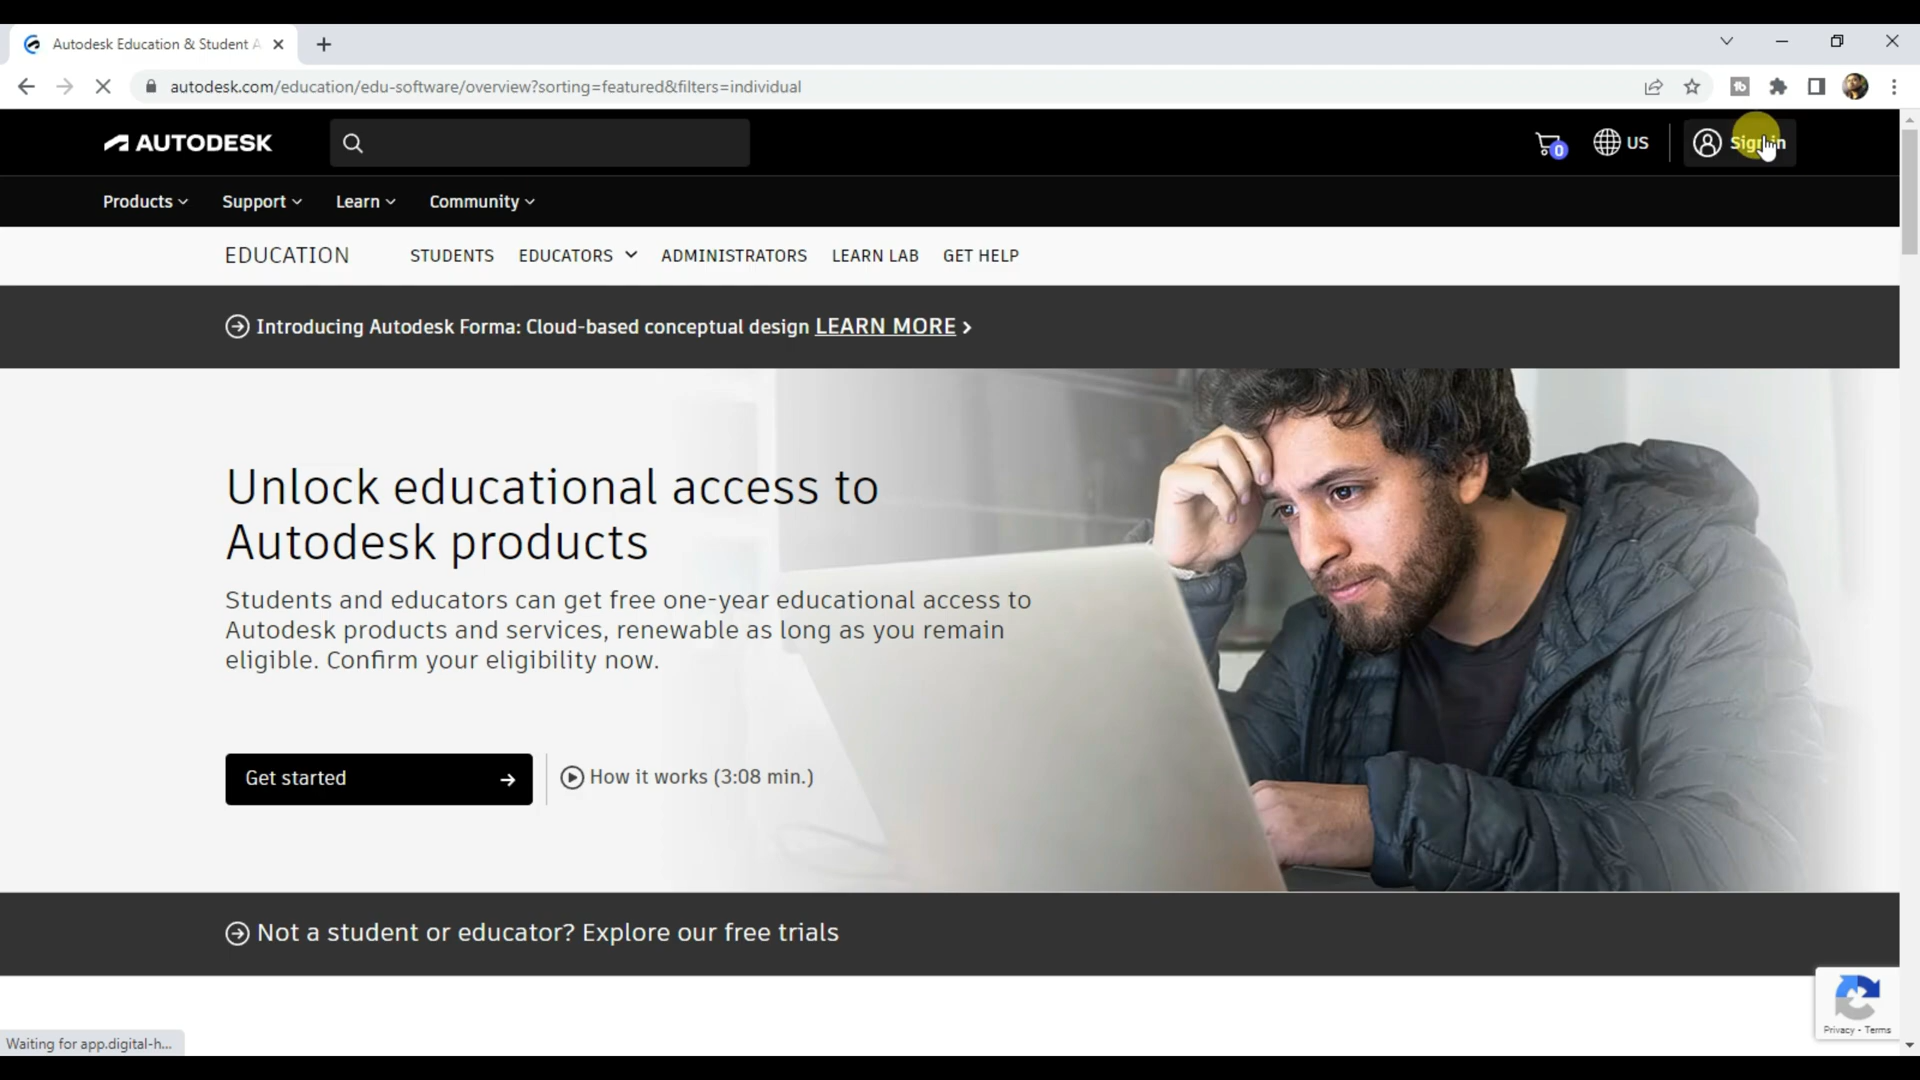 Autodesk Education & Student A
autodesk.com/education/edu-software/overview?sorting=featured&filters=individual
AUTODESK
0
US
Sign in
Products
Support
Learn
Community
EDUCATION
STUDENTS
EDUCATORS
ADMINISTRATORS
LEARN LAB
GET HELP
Introducing Autodesk Forma: Cloud-based conceptual design LEARN MORE >
Unlock educational access to
Autodesk products
Students and educators can get free one-year educational access to
Autodesk products and services, renewable as long as you remain
eligible. Confirm your eligibility now.
Get started
How it works (3:08 min.)
Not a student or educator? Explore our free trials
Privacy - Terms
Waiting for app.digital-h...